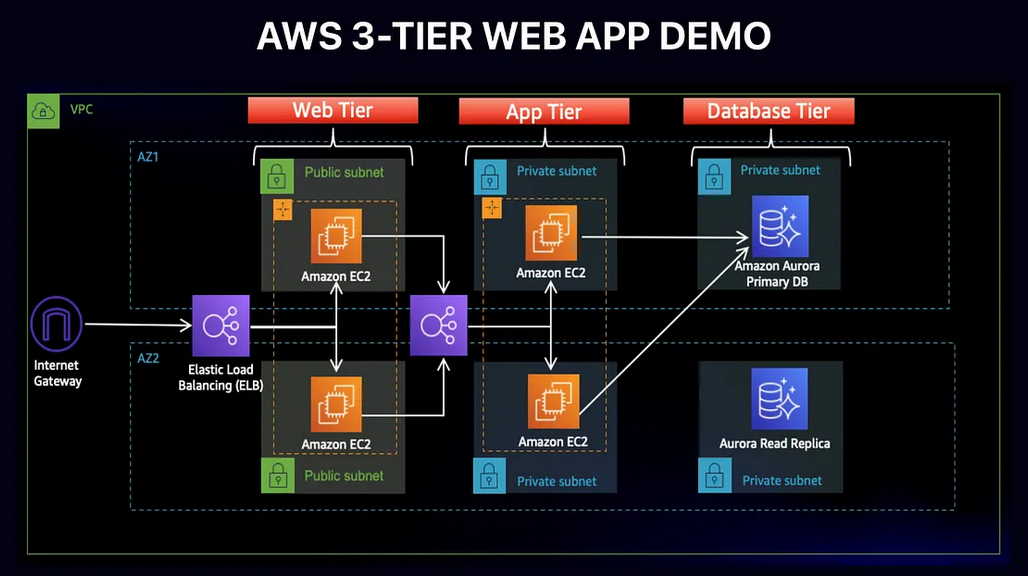 AWS 3-TIER WEB APP DEMO
VPC
Web Tier
App Tier
Database Tier
AZ1
Public subnet
Private subnet
Private subnet
Amazon EC2
Amazon EC2
Amazon Aurora
Primary DB
Internet
Gateway
Elastic Load
Balancing (ELB)
AZ2
Amazon EC2
Amazon EC2
Aurora Read Replica
Public subnet
Private subnet
Private subnet